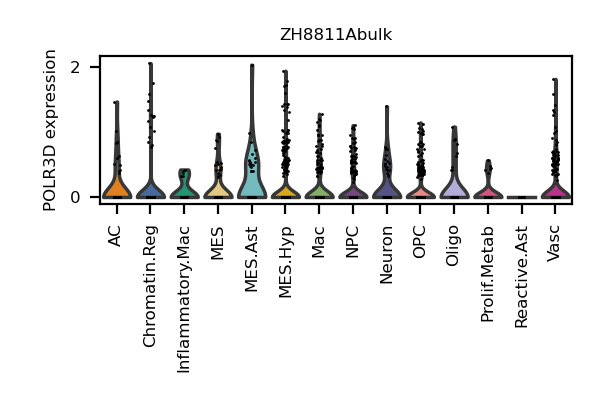 ZH8811Abulk
POLR3D expression
2
0
AC
Chromatin.Reg
Inflammatory.Mac
MES
MES.Ast
MES.Hyp
Mac
NPC
Neuron
OPC
Oligo
Prolif.Metab
Reactive.Ast
Vasc